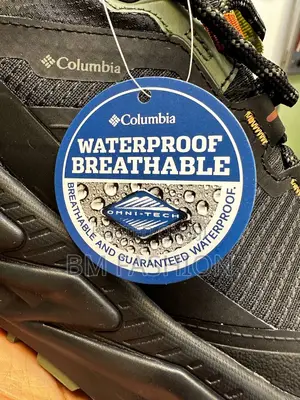 Columbia
Columbia
WATERPROOF
BREATHABLE
OMNI-TECH
BREATHABLE AND GUARANTEED WATERPROOF.
BM FASHION